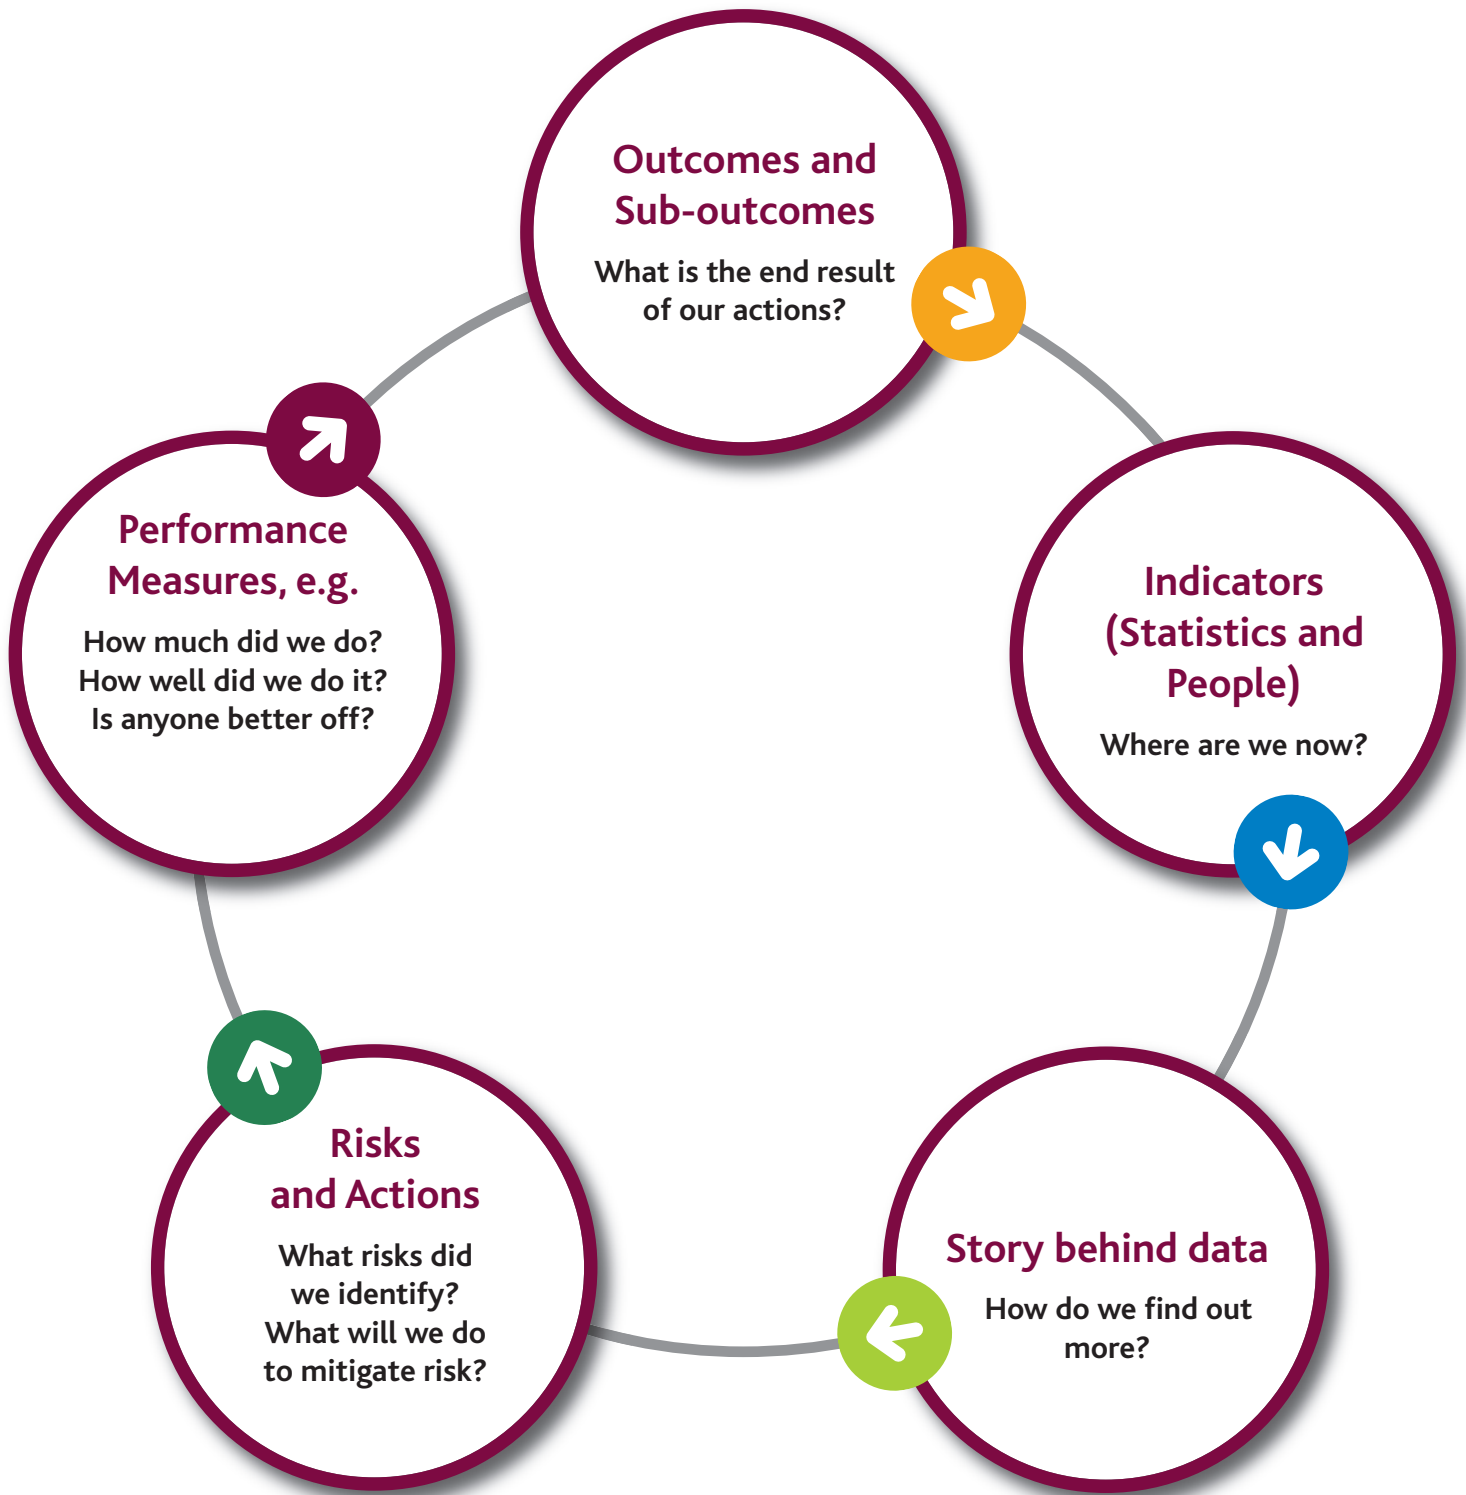 Outcomes and
Sub-outcomes
What is the end result
of our actions?
Indicators
(Statistics and
People)
Where are we now?
Story behind data
How do we find out
more?
Risks
and Actions
What risks did
we identify?
What will we do
to mitigate risk?
Performance
Measures, e.g.
How much did we do?
How well did we do it?
Is anyone better off?